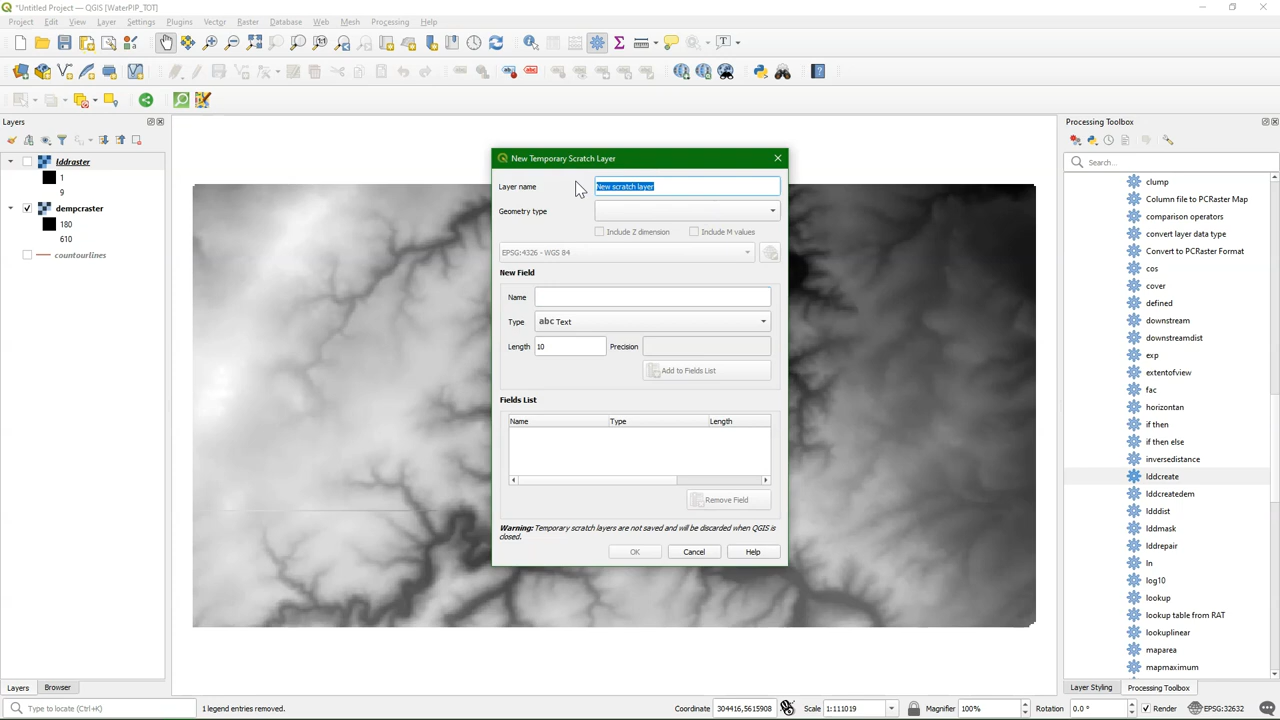 *Untitled Project — QGIS [WaterPIP_TOT]
Project Edit View Layer Settings Plugins Vector Raster Database Web Mesh Processing Help
Layers
lddraster
1
9
dempcraster
180
610
countourlines
Layers Browser
New Temporary Scratch Layer
Layer name New scratch layer
Geometry type
Include Z dimension Include M values
EPSG:4326 - WGS 84
New Field
Name
Type abc Text
Length 10 Precision
Add to Fields List
Fields List
Name Type Length
Remove Field
Warning: Temporary scratch layers are not saved and will be discarded when QGIS is
closed.
OK Cancel Help
Processing Toolbox
Search...
clump
Column file to PCRaster Map
comparison operators
convert layer data type
Convert to PCRaster Format
cos
cover
defined
downstream
downstreamdist
exp
extentofview
fac
horizontan
if then
if then else
inversedistance
lddcreate
lddcreatedem
ldddist
lddmask
lddrepair
ln
log10
lookup
lookup table from RAT
lookuplinear
maparea
mapmaximum
Layer Styling Processing Toolbox
Type to locate (Ctrl+K) 1 legend entries removed. Coordinate 304416,5615908 Scale 1:111019 Magnifier 100% Rotation 0.0 ° Render EPSG:32632